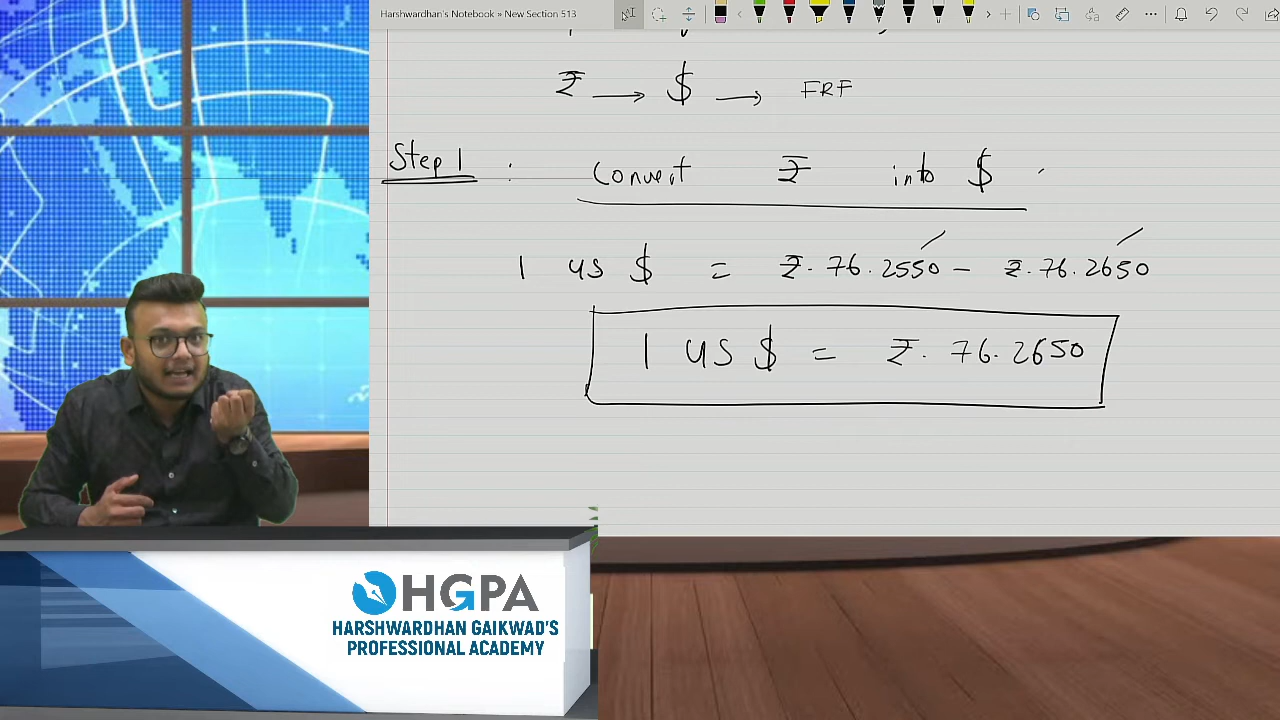 Harshwardhan's Notebook » New Section 513
₹ → $ → FRF
Step 1 : Convert ₹ into $.
1 US $ = ₹. 76.2550 – ₹. 76.2650
1 US $ = ₹. 76.2650
HGPA
HARSHWARDHAN GAIKWAD'S
PROFESSIONAL ACADEMY